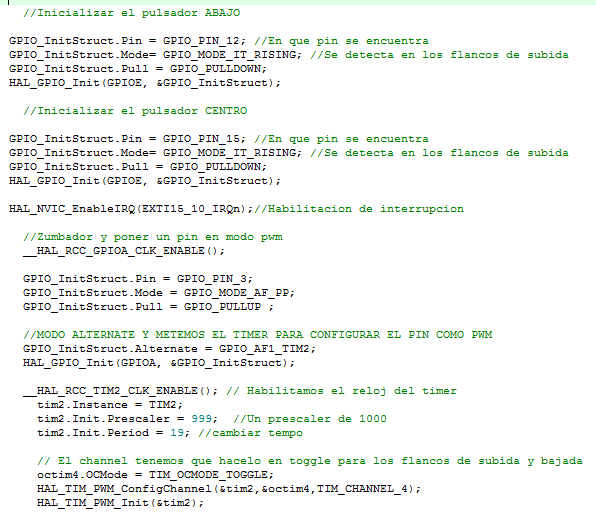 //Inicializar el pulsador ABAJO
GPIO_InitStruct.Pin = GPIO_PIN_12; //En que pin se encuentra
GPIO_InitStruct.Mode= GPIO_MODE_IT_RISING; //Se detecta en los flancos de subida
GPIO_InitStruct.Pull = GPIO_PULLDOWN;
HAL_GPIO_Init(GPIOE, &GPIO_InitStruct);
//Inicializar el pulsador CENTRO
GPIO_InitStruct.Pin = GPIO_PIN_15; //En que pin se encuentra
GPIO_InitStruct.Mode= GPIO_MODE_IT_RISING; //Se detecta en los flancos de subida
GPIO_InitStruct.Pull = GPIO_PULLDOWN;
HAL_GPIO_Init(GPIOE, &GPIO_InitStruct);
HAL_NVIC_EnableIRQ(EXTI15_10_IRQn);//Habilitacion de interrupcion
//Zumbador y poner un pin en modo pwm
__HAL_RCC_GPIOA_CLK_ENABLE();
GPIO_InitStruct.Pin = GPIO_PIN_3;
GPIO_InitStruct.Mode = GPIO_MODE_AF_PP;
GPIO_InitStruct.Pull = GPIO_PULLUP ;
//MODO ALTERNATE Y METEMOS EL TIMER PARA CONFIGURAR EL PIN COMO PWM
GPIO_InitStruct.Alternate = GPIO_AF1_TIM2;
HAL_GPIO_Init(GPIOA, &GPIO_InitStruct);
__HAL_RCC_TIM2_CLK_ENABLE(); // Habilitamos el reloj del timer
tim2.Instance = TIM2;
tim2.Init.Prescaler = 999;  //Un prescaler de 1000
tim2.Init.Period = 19; //cambiar tempo
// El channel tenemos que hacelo en toggle para los flancos de subida y bajada
octim4.OCMode = TIM_OCMODE_TOGGLE;
HAL_TIM_PWM_ConfigChannel(&tim2,&octim4,TIM_CHANNEL_4);
HAL_TIM_PWM_Init(&tim2);